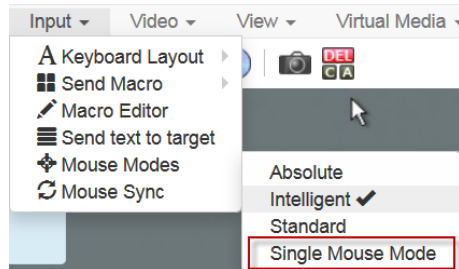 Input Video View Virtual Media
A Keyboard Layout
Send Macro
Macro Editor
Send text to target
Mouse Modes
Mouse Sync
DEL
C A
Absolute
Intelligent
Standard
Single Mouse Mode